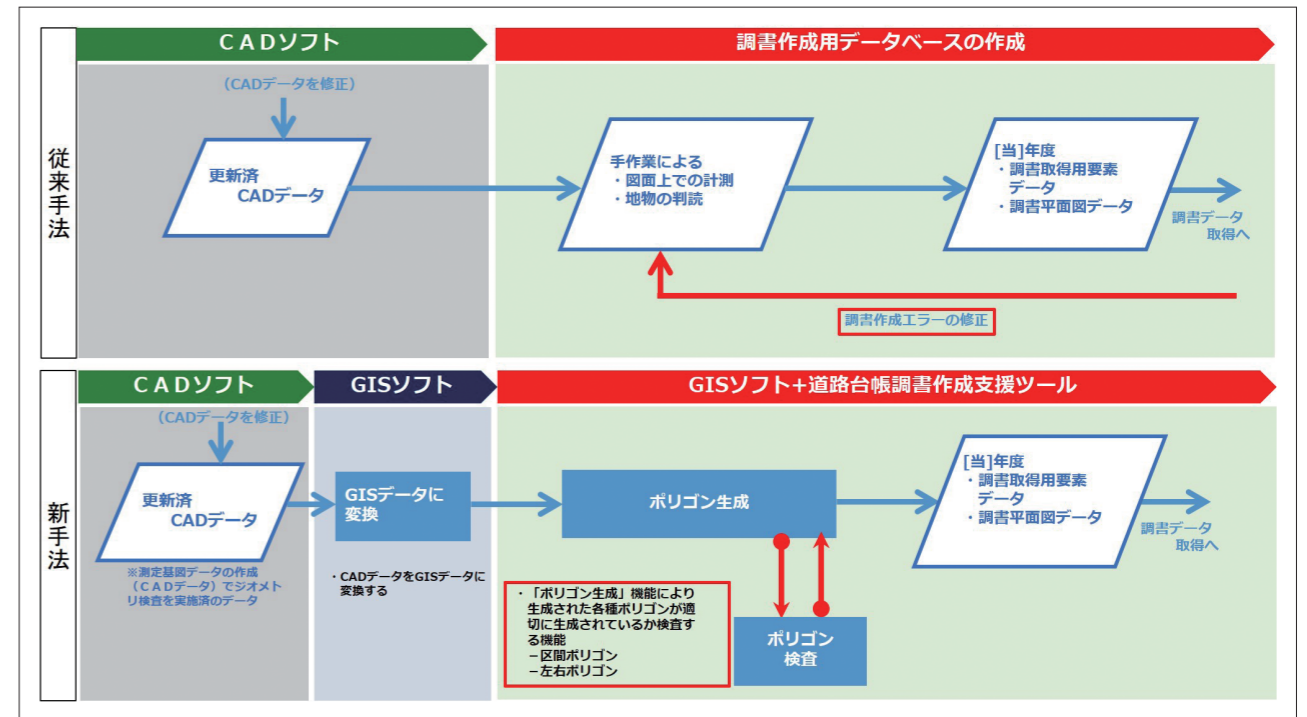 従来手法
CADソフト
調書作成用データベースの作成
(CADデータを修正)
更新済
CADデータ
手作業による
・図面上での計測
・地物の判読
[当]年度
・調書取得用要素
データ
・調書平面図データ
調書データ
取得へ
調書作成エラーの修正
新手法
CADソフト
GISソフト
GISソフト+道路台帳調書作成支援ツール
(CADデータを修正)
更新済
CADデータ
※測定基図データの作成
(CADデータ)でジオメト
リ検査を実施済のデータ
GISデータに
変換
・CADデータをGISデータに
変換する
ポリゴン生成
・「ポリゴン生成」機能により
生成された各種ポリゴンが適
切に生成されているか検査す
る機能
－区間ポリゴン
－左右ポリゴン
ポリゴン
検査
[当]年度
・調書取得用要素
データ
・調書平面図データ
調書データ
取得へ